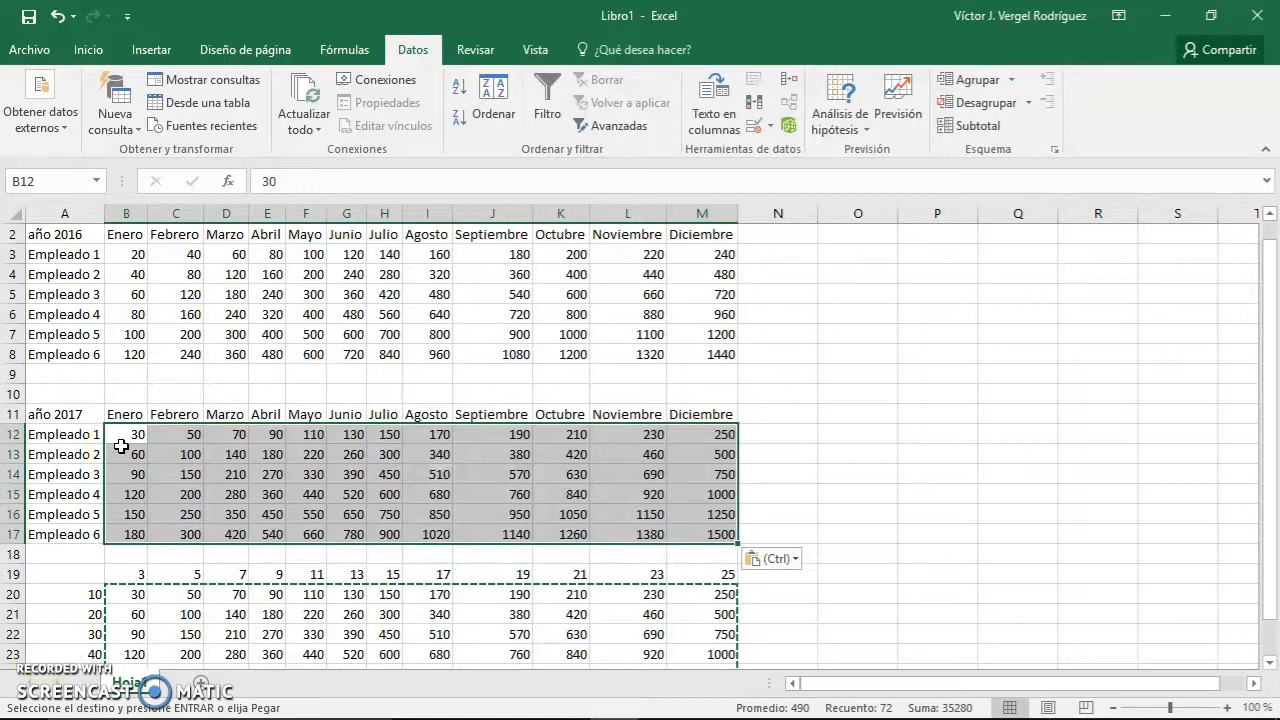 Libro1 - Excel
Víctor J. Vergel Rodríguez
Archivo Inicio Insertar Diseño de página Fórmulas Datos Revisar Vista ¿Qué desea hacer? Compartir
Obtener datos externos
Nueva consulta
Mostrar consultas
Desde una tabla
Fuentes recientes
Obtener y transformar
Actualizar todo
Conexiones
Propiedades
Editar vínculos
Conexiones
Ordenar
Filtro
Borrar
Volver a aplicar
Avanzadas
Ordenar y filtrar
Texto en columnas
Herramientas de datos
Análisis de hipótesis
Previsión
Previsión
Agrupar
Desagrupar
Subtotal
Esquema
B12 fx 30
A B C D E F G H I J K L M N O P Q R S T
2 año 2016 Enero Febrero Marzo Abril Mayo Junio Julio Agosto Septiembre Octubre Noviembre Diciembre
3 Empleado 1 20 40 60 80 100 120 140 160 180 200 220 240
4 Empleado 2 40 80 120 160 200 240 280 320 360 400 440 480
5 Empleado 3 60 120 180 240 300 360 420 480 540 600 660 720
6 Empleado 4 80 160 240 320 400 480 560 640 720 800 880 960
7 Empleado 5 100 200 300 400 500 600 700 800 900 1000 1100 1200
8 Empleado 6 120 240 360 480 600 720 840 960 1080 1200 1320 1440
9
10
11 año 2017 Enero Febrero Marzo Abril Mayo Junio Julio Agosto Septiembre Octubre Noviembre Diciembre
12 Empleado 1 30 50 70 90 110 130 150 170 190 210 230 250
13 Empleado 2 60 100 140 180 220 260 300 340 380 420 460 500
14 Empleado 3 90 150 210 270 330 390 450 510 570 630 690 750
15 Empleado 4 120 200 280 360 440 520 600 680 760 840 920 1000
16 Empleado 5 150 250 350 450 550 650 750 850 950 1050 1150 1250
17 Empleado 6 180 300 420 540 660 780 900 1020 1140 1260 1380 1500
18 (Ctrl)
19 3 5 7 9 11 13 15 17 19 21 23 25
20 10 30 50 70 90 110 130 150 170 190 210 230 250
21 20 60 100 140 180 220 260 300 340 380 420 460 500
22 30 90 150 210 270 330 390 450 510 570 630 690 750
23 40 120 200 280 360 440 520 600 680 760 840 920 1000
RECORDED WITH
SCREENCAST MATIC
Seleccione el destino y presione ENTRAR o elija Pegar Promedio: 490 Recuento: 72 Suma: 35280 100 %